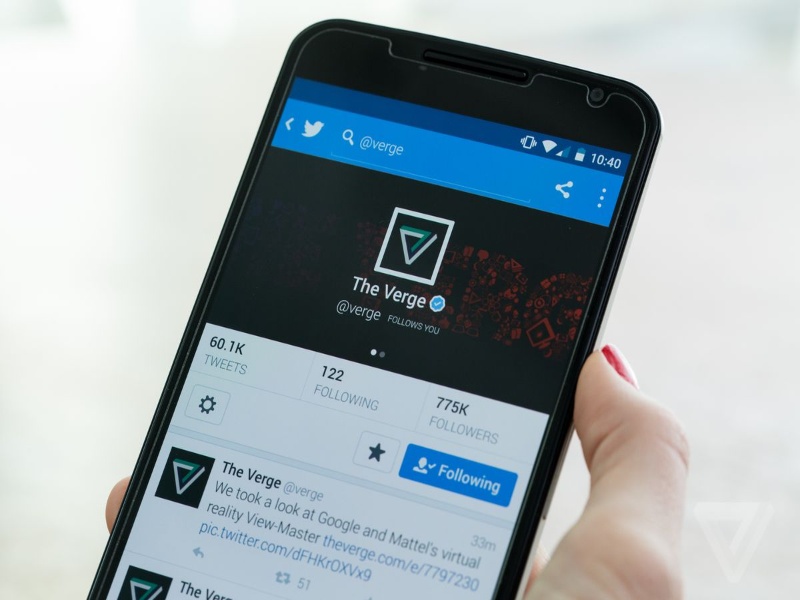 10:40
@verge
The Verge
@verge FOLLOWS YOU
60.1K
TWEETS
122
FOLLOWING
775K
FOLLOWERS
Following
The Verge @verge
33m
We took a look at Google and Mattel's virtual
reality View-Master theverge.com/e/7797230
pic.twitter.com/dFHKrOXVx9
51
The Verge